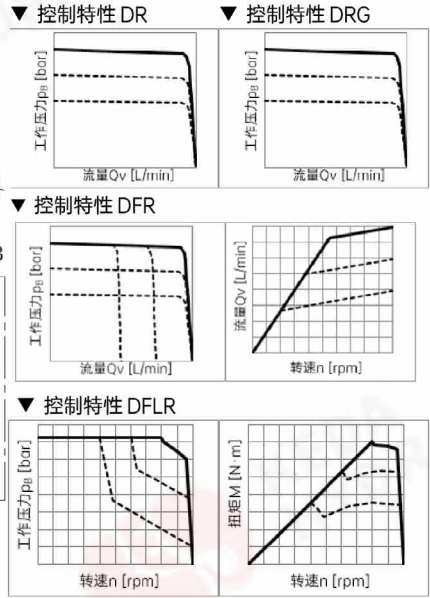 ▼ 控制特性 DR
▼ 控制特性 DRG
工作压力pB [bar]
流量Qv [L/min]
工作压力pB [bar]
流量Qv [L/min]
▼ 控制特性 DFR
工作压力pB [bar]
流量Qv [L/min]
流量Qv [L/min]
转速n [rpm]
▼ 控制特性 DFLR
工作压力pB [bar]
转速n [rpm]
扭矩M [N·m]
转速n [rpm]